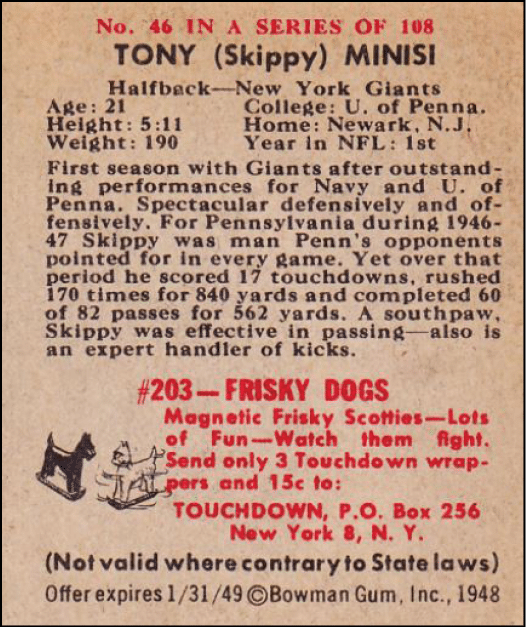 No. 46 IN A SERIES OF 108
TONY (Skippy) MINISI
Halfback—New York Giants
Age: 21 College: U. of Penna.
Height: 5:11 Home: Newark, N.J.
Weight: 190 Year in NFL: 1st
First season with Giants after outstand-
ing performances for Navy and U. of
Penna. Spectacular defensively and of-
fensively. For Pennsylvania during 1946-
47 Skippy was man Penn's opponents
pointed for in every game. Yet over that
period he scored 17 touchdowns, rushed
170 times for 840 yards and completed 60
of 82 passes for 562 yards. A southpaw,
Skippy was effective in passing—also is
an expert handler of kicks.
#203—FRISKY DOGS
Magnetic Frisky Scotties—Lots
of Fun—Watch them fight.
Send only 3 Touchdown wrap-
pers and 15c to:
TOUCHDOWN, P.O. Box 256
New York 8, N. Y.
(Not valid where contrary to State laws)
Offer expires 1/31/49 ©Bowman Gum, Inc., 1948